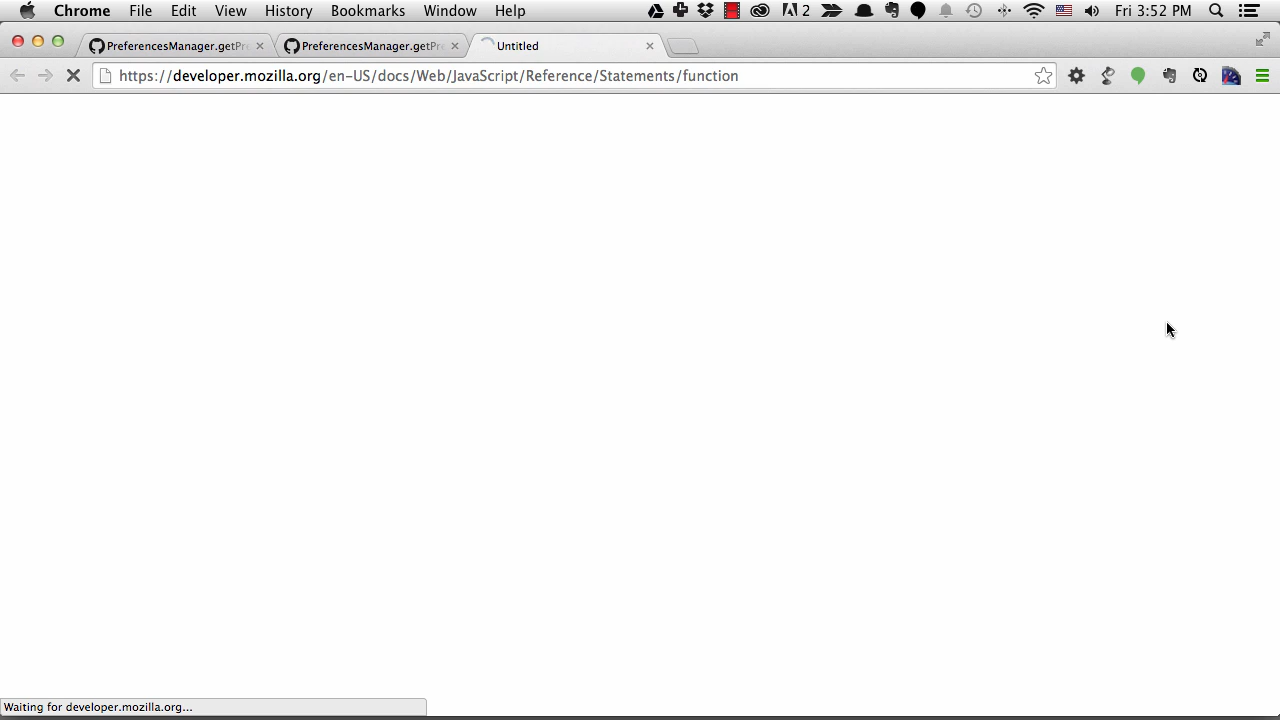 Chrome File Edit View History Bookmarks Window Help 2 Fri 3:52 PM
PreferencesManager.getPr PreferencesManager.getPr Untitled
https://developer.mozilla.org/en-US/docs/Web/JavaScript/Reference/Statements/function
Waiting for developer.mozilla.org...